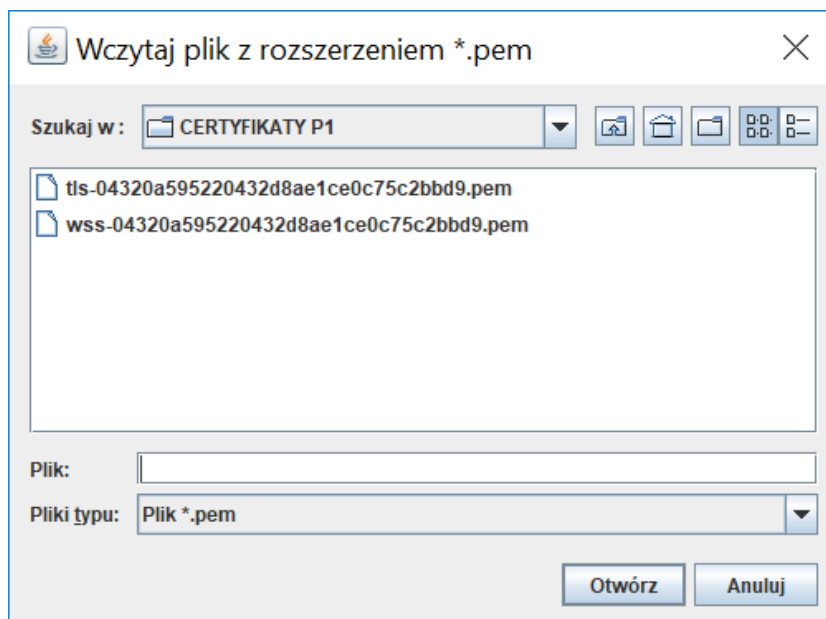 Wczytaj plik z rozszerzeniem *.pem
Szukaj w : CERTYFIKATY P1
tls-04320a595220432d8ae1ce0c75c2bbd9.pem
wss-04320a595220432d8ae1ce0c75c2bbd9.pem
Plik:
Pliki typu: Plik *.pem
Otwórz Anuluj